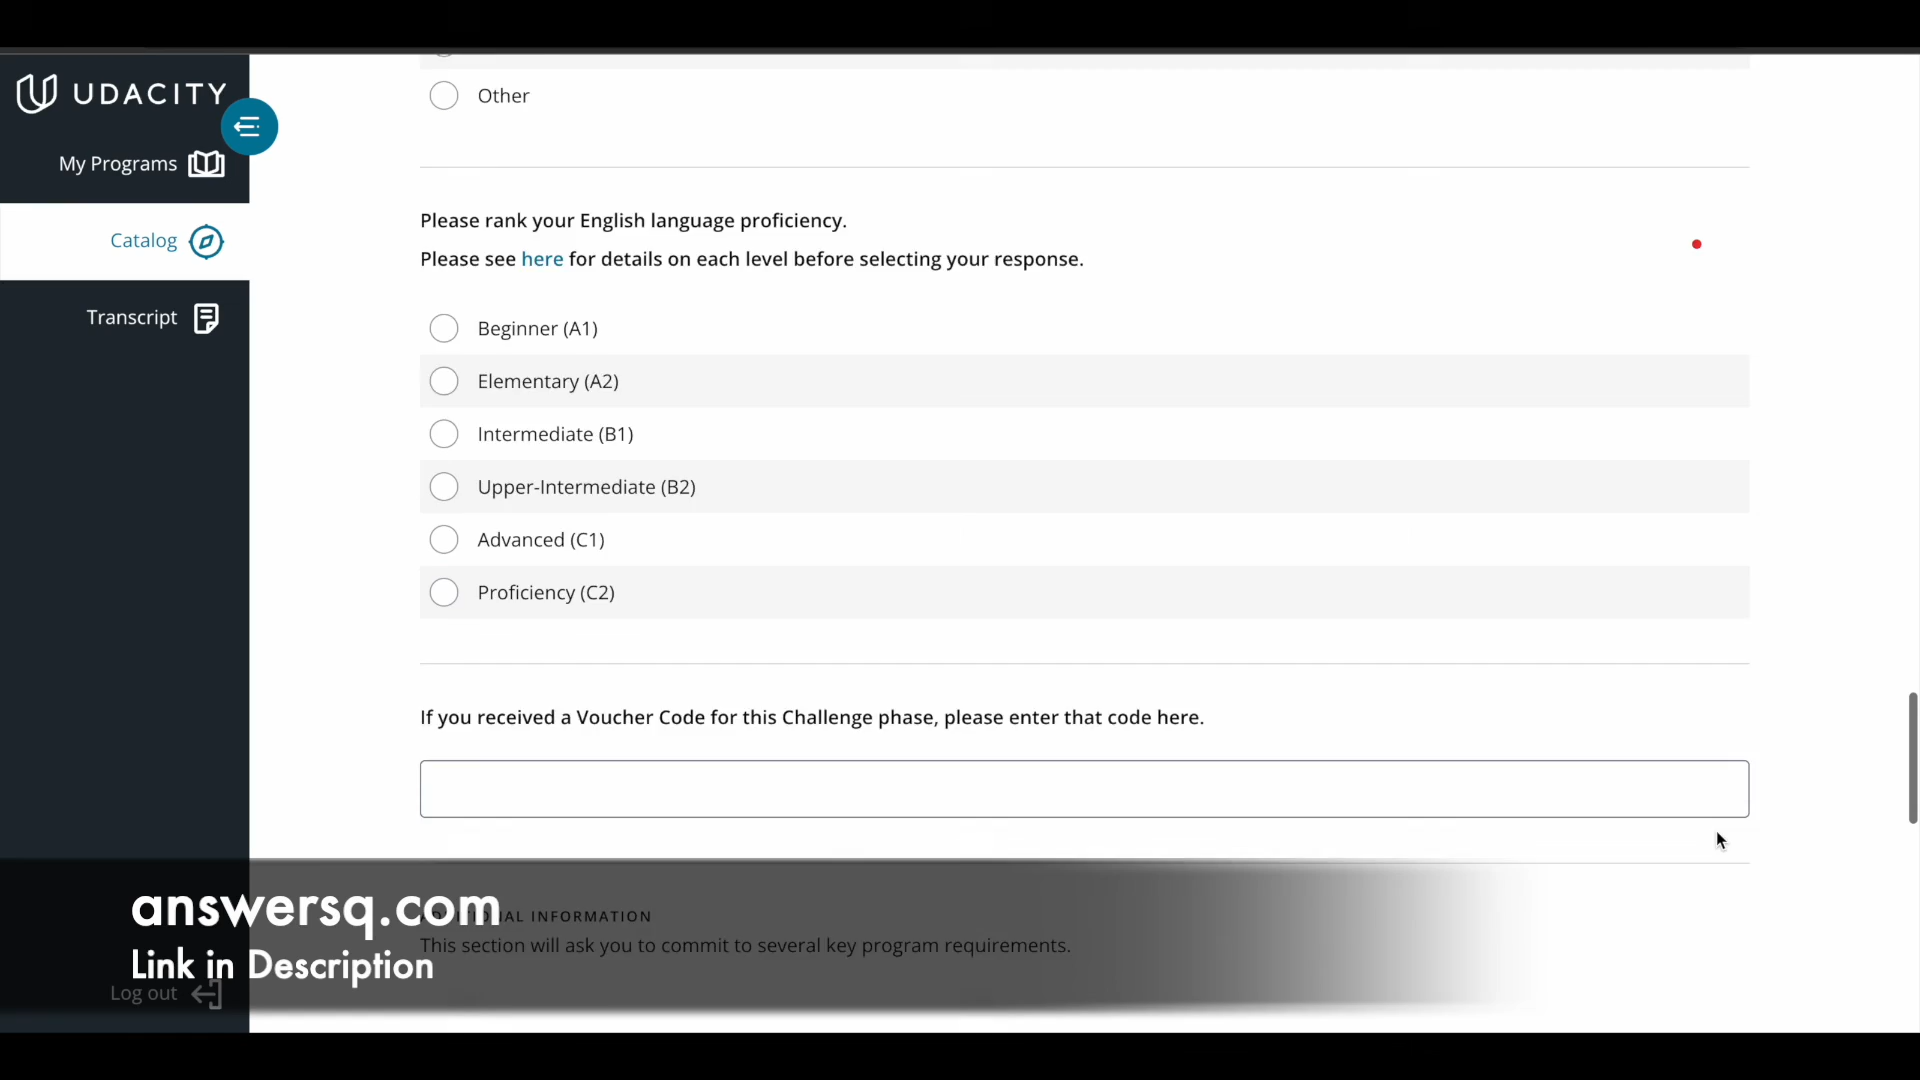 UDACITY
My Programs
Catalog
Transcript
Other
Please rank your English language proficiency.
Please see here for details on each level before selecting your response.
Beginner (A1)
Elementary (A2)
Intermediate (B1)
Upper-Intermediate (B2)
Advanced (C1)
Proficiency (C2)
If you received a Voucher Code for this Challenge phase, please enter that code here.
ADDITIONAL INFORMATION
This section will ask you to commit to several key program requirements.
answersq.com
Link in Description
Log out